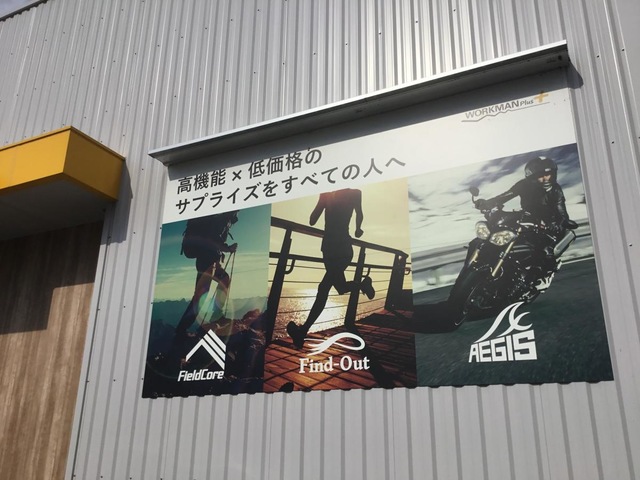 WORKMAN Plus+
高機能×低価格の
サプライズをすべての人へ
FieldCore
Find-Out
AEGIS